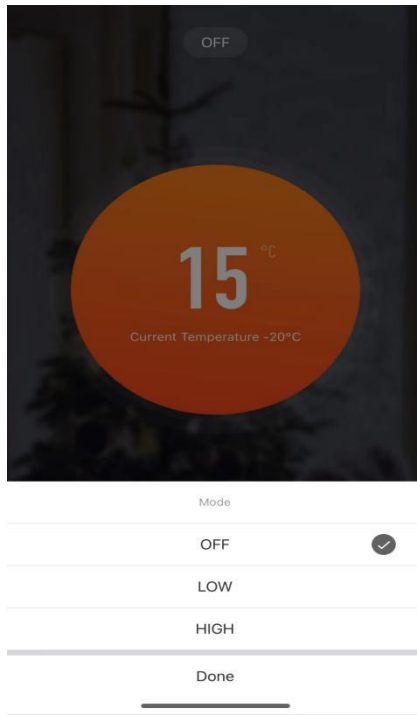 OFF
15 °C
Current Temperature -20°C
Mode
OFF
LOW
HIGH
Done